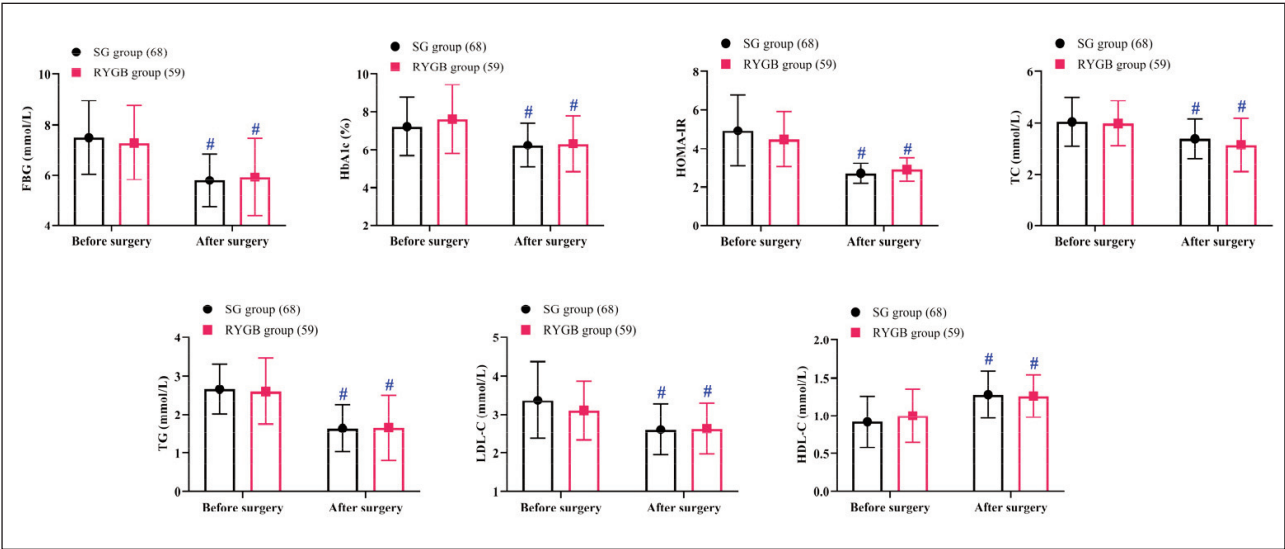 SG group (68)
RYGB group (59)
FBG (mmol/L)
10
8
6
4
#
#
Before surgery
After surgery
SG group (68)
RYGB group (59)
HbA1c (%)
10
8
6
4
2
#
#
Before surgery
After surgery
SG group (68)
RYGB group (59)
HOMA-IR
8
6
4
2
0
#
#
Before surgery
After surgery
SG group (68)
RYGB group (59)
TC (mmol/L)
6
4
2
0
#
#
Before surgery
After surgery
SG group (68)
RYGB group (59)
TG (mmol/L)
4
3
2
1
0
#
#
Before surgery
After surgery
SG group (68)
RYGB group (59)
LDL-C (mmol/L)
5
4
3
2
1
#
#
Before surgery
After surgery
SG group (68)
RYGB group (59)
HDL-C (mmol/L)
2.0
1.5
1.0
0.5
0.0
#
#
Before surgery
After surgery